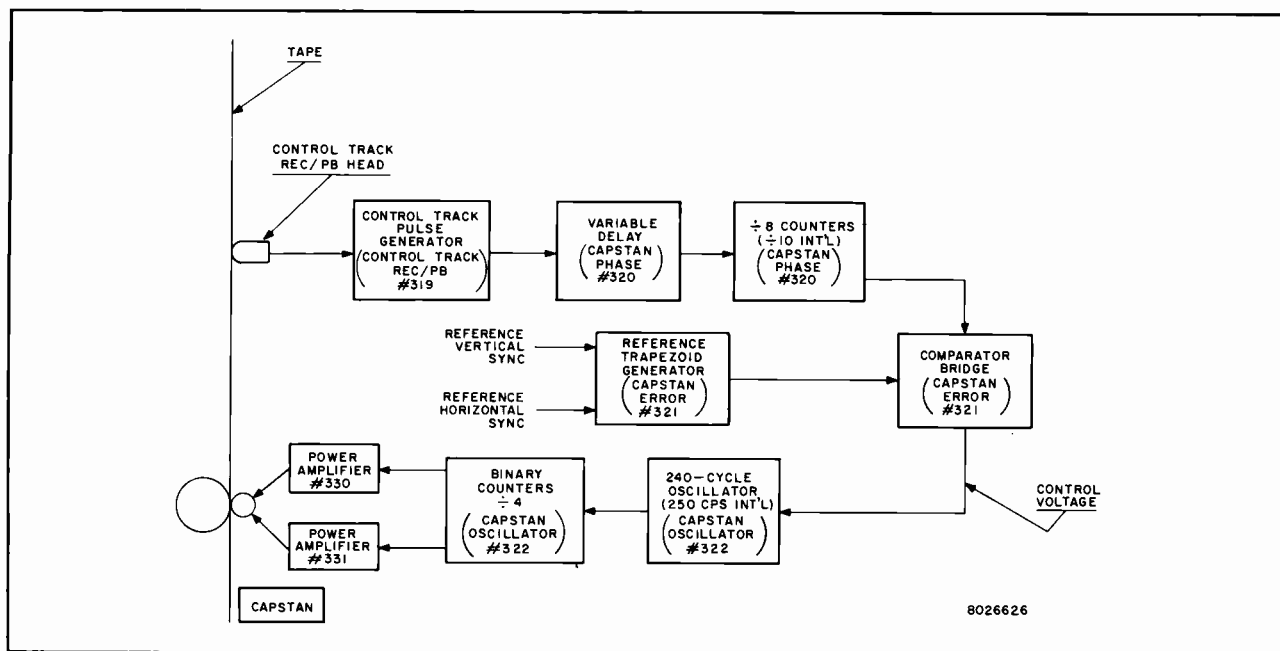 TAPE
CONTROL TRACK
REC/PB HEAD
CONTROL TRACK
PULSE
GENERATOR
(CONTROL TRACK
REC/PB
#319)
VARIABLE
DELAY
(CAPSTAN
PHASE
#320)
÷8 COUNTERS
(÷10 INT'L)
(CAPSTAN
PHASE
#320)
REFERENCE
VERTICAL
SYNC
REFERENCE
HORIZONTAL
SYNC
REFERENCE
TRAPEZOID
GENERATOR
(CAPSTAN
ERROR
#321)
COMPARATOR
BRIDGE
(CAPSTAN
ERROR
#321)
POWER
AMPLIFIER
#330
POWER
AMPLIFIER
#331
BINARY
COUNTERS
÷4
(CAPSTAN
OSCILLATOR
#322)
240-CYCLE
OSCILLATOR
(250 CPS INT'L)
(CAPSTAN
OSCILLATOR
#322)
CONTROL
VOLTAGE
CAPSTAN
8026626